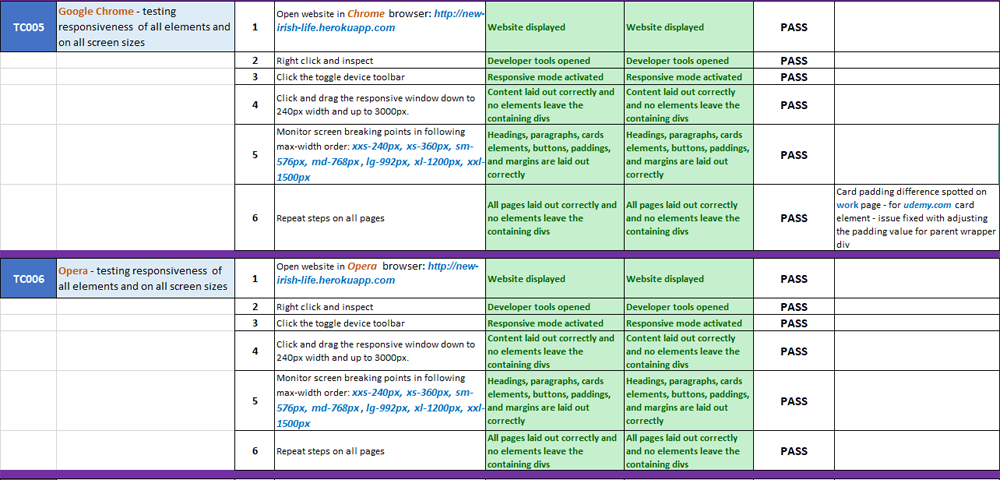 TC005
Google Chrome - testing
responsiveness of all elements and
on all screen sizes
1
Open website in Chrome browser: http://new-
irish-life.herokuapp.com
Website displayed
Website displayed
PASS
2
Right click and inspect
Developer tools opened
Developer tools opened
PASS
3
Click the toggle device toolbar
Responsive mode activated
Responsive mode activated
PASS
4
Click and drag the responsive window down to
240px width and up to 3000px.
Content laid out correctly and
no elements leave the
containing divs
Content laid out correctly and
no elements leave the
containing divs
PASS
5
Monitor screen breaking points in following
max-width order: xxs-240px, xs-360px, sm-
576px, md-768px , lg-992px, xl-1200px, xxl-
1500px
Headings, paragraphs, cards
elements, buttons, paddings,
and margins are laid out
correctly
Headings, paragraphs, cards
elements, buttons, paddings,
and margins are laid out
correctly
PASS
6
Repeat steps on all pages
All pages laid out correctly and
no elements leave the
containing divs
All pages laid out correctly and
no elements leave the
containing divs
PASS
Card padding difference spotted on
work page - for udemy.com card
element - issue fixed with adjusting
the padding value for parent wrapper
div
TC006
Opera - testing responsiveness of
all elements and on all screen sizes
1
Open website in Opera browser: http://new-
irish-life.herokuapp.com
Website displayed
Website displayed
PASS
2
Right click and inspect
Developer tools opened
Developer tools opened
PASS
3
Click the toggle device toolbar
Responsive mode activated
Responsive mode activated
PASS
4
Click and drag the responsive window down to
240px width and up to 3000px.
Content laid out correctly and
no elements leave the
containing divs
Content laid out correctly and
no elements leave the
containing divs
PASS
5
Monitor screen breaking points in following
max-width order: xxs-240px, xs-360px, sm-
576px, md-768px , lg-992px, xl-1200px, xxl-
1500px
Headings, paragraphs, cards
elements, buttons, paddings,
and margins are laid out
correctly
Headings, paragraphs, cards
elements, buttons, paddings,
and margins are laid out
correctly
PASS
6
Repeat steps on all pages
All pages laid out correctly and
no elements leave the
containing divs
All pages laid out correctly and
no elements leave the
containing divs
PASS